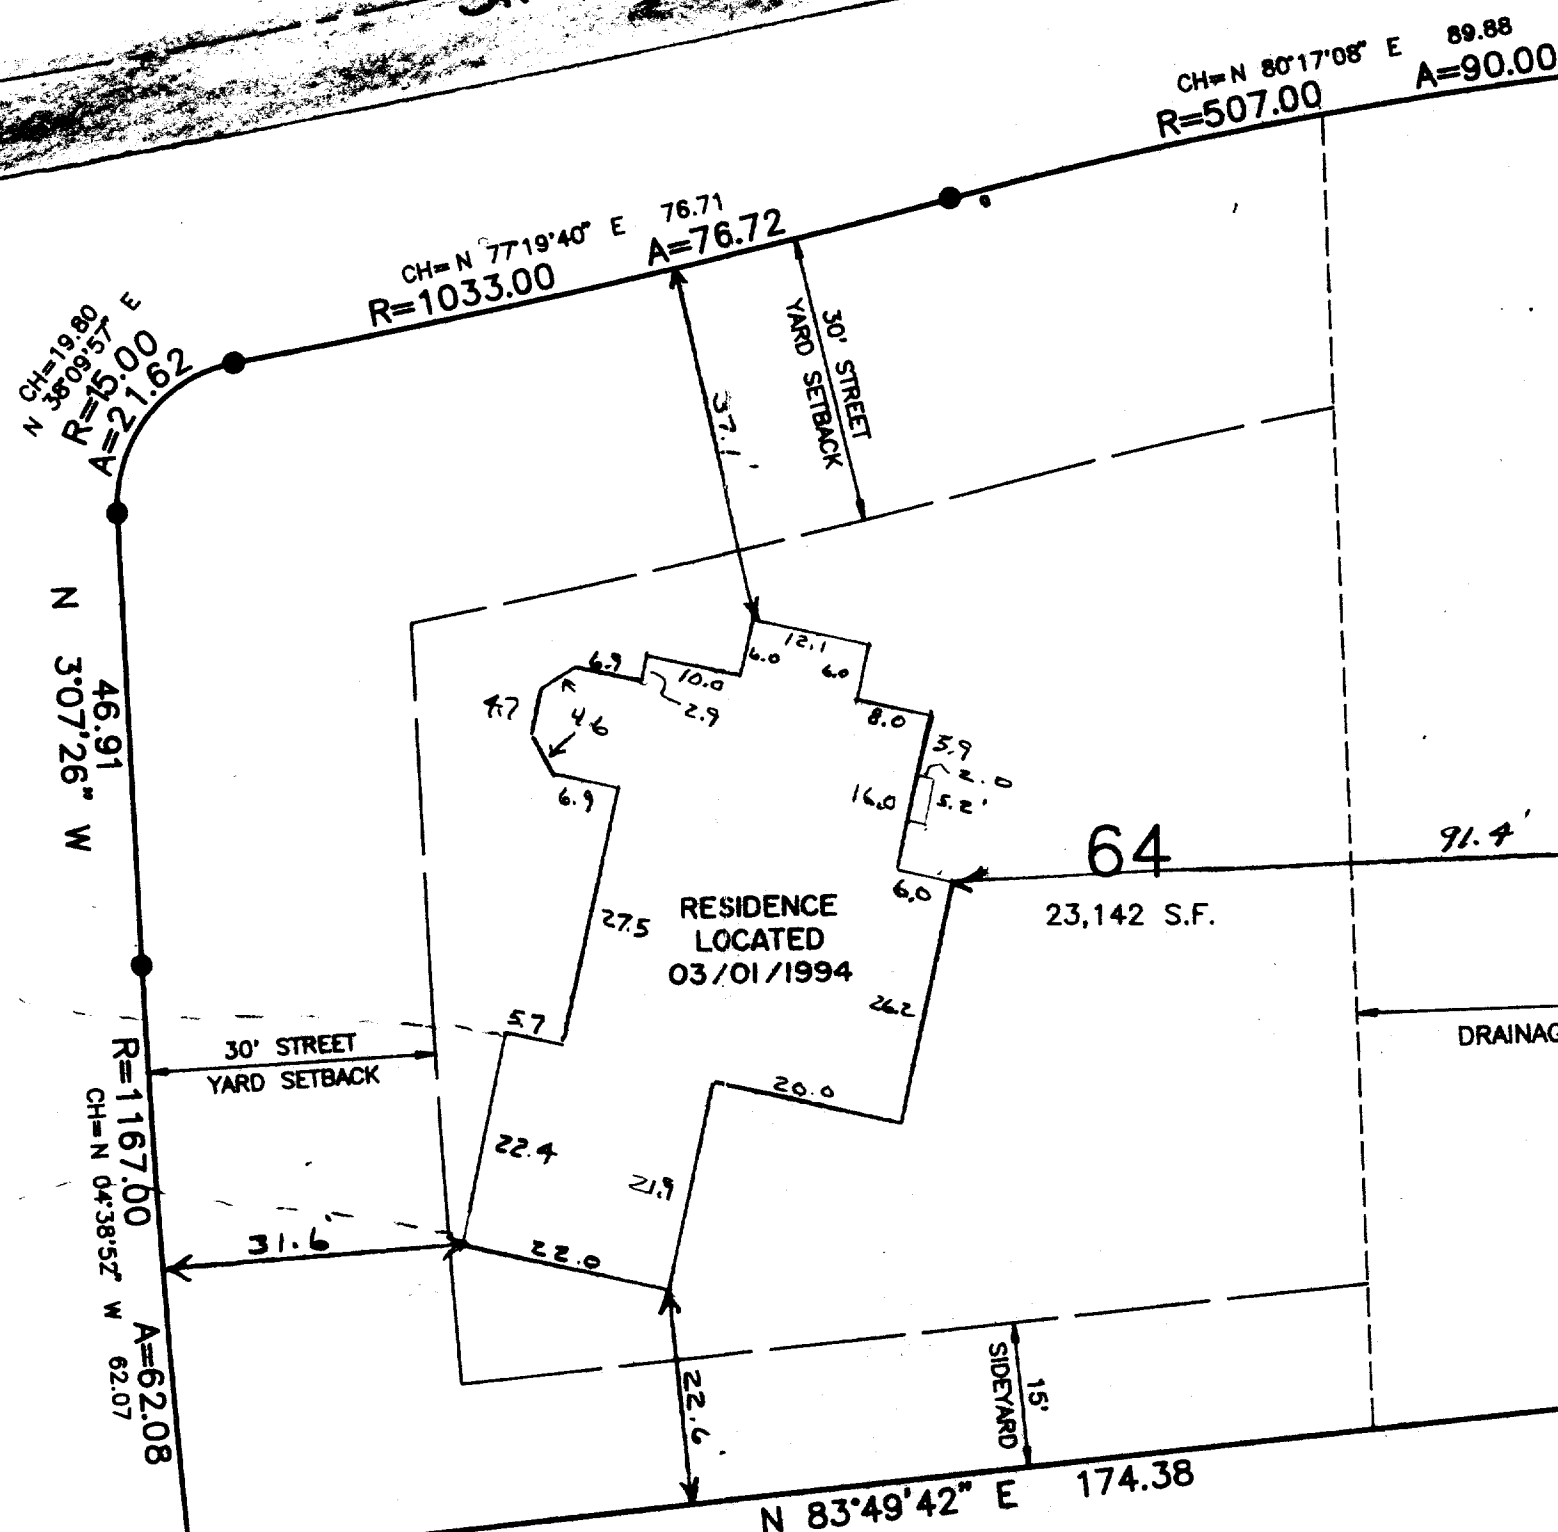 89.88
CH= N 80°17'08" E
A=90.00
R=507.00
76.71
CH= N 77°19'40" E
A=76.72
R=1033.00
CH=19.80
N 38°09'57" E
R=15.00
A=21.62
30' STREET
YARD SETBACK
37.1'
12.1
6.0
6.0
6.9
10.0
2.9
4.7
4.6
8.0
6.9
2.0
16.0
5.2'
N 3°07'26" W
46.91
64
91.4'
23,142 S.F.
6.0
27.5
RESIDENCE
LOCATED
03/01/1994
26.2
5.7
30' STREET
YARD SETBACK
DRAINAG
20.0
22.4
21.9
R=1167.00 A=62.08
CH= N 04°38'52" W 62.07
31.6'
22.0
22.6'
15'
SIDEYARD
N 83°49'42" E 174.38